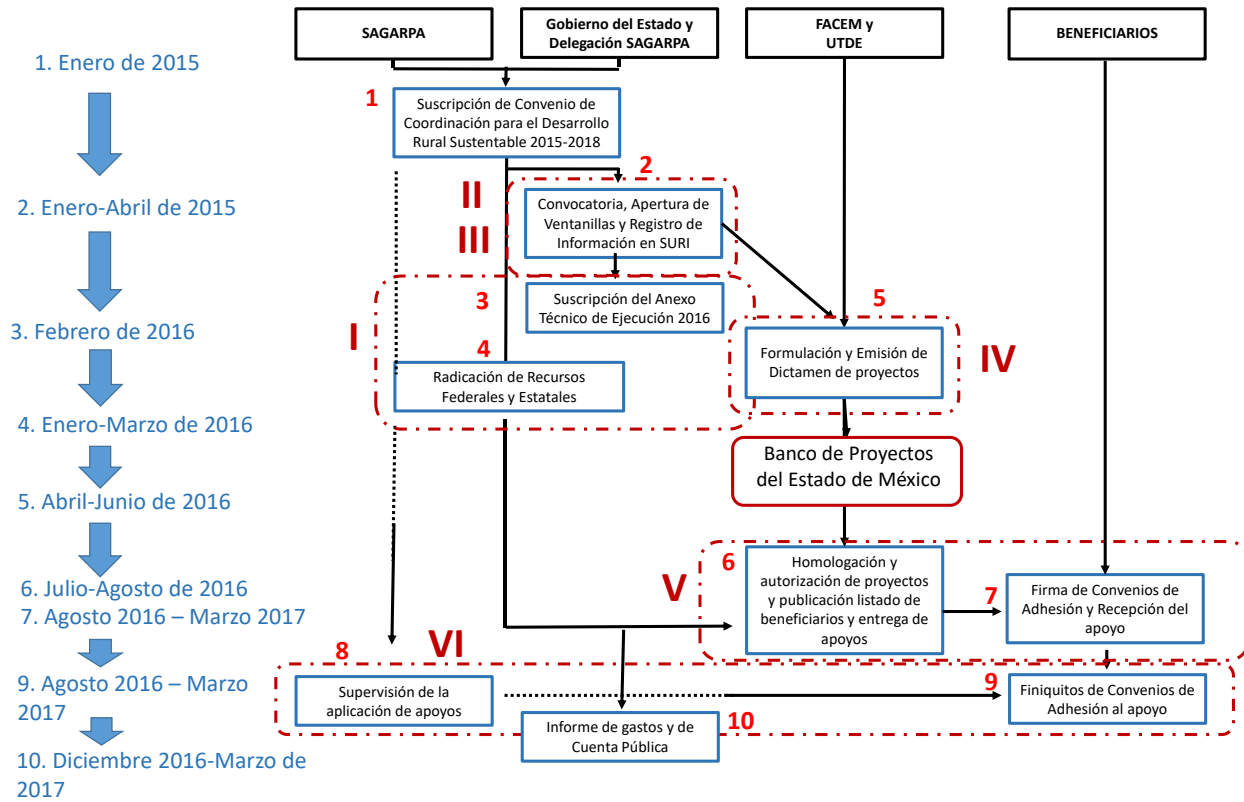 SAGARPA
Gobierno del Estado y
Delegación SAGARPA
FACEM y
UTDE
BENEFICIARIOS
1. Enero de 2015
2. Enero-Abril de 2015
3. Febrero de 2016
4. Enero-Marzo de 2016
5. Abril-Junio de 2016
6. Julio-Agosto de 2016
7. Agosto 2016 – Marzo 2017
9. Agosto 2016 – Marzo
2017
10. Diciembre 2016-Marzo de
2017
1
Suscripción de Convenio de
Coordinación para el Desarrollo
Rural Sustentable 2015-2018
II
III
2
Convocatoria, Apertura de
Ventanillas y Registro de
Información en SURI
I
3
Suscripción del Anexo
Técnico de Ejecución 2016
4
Radicación de Recursos
Federales y Estatales
5
IV
Formulación y Emisión de
Dictamen de proyectos
Banco de Proyectos
del Estado de México
V
6
Homologación y
autorización de proyectos
y publicación listado de
beneficiarios y entrega de
apoyos
7
Firma de Convenios de
Adhesión y Recepción del
apoyo
VI
8
Supervisión de la
aplicación de apoyos
9
Finiquitos de Convenios de
Adhesión al apoyo
10
Informe de gastos y de
Cuenta Pública